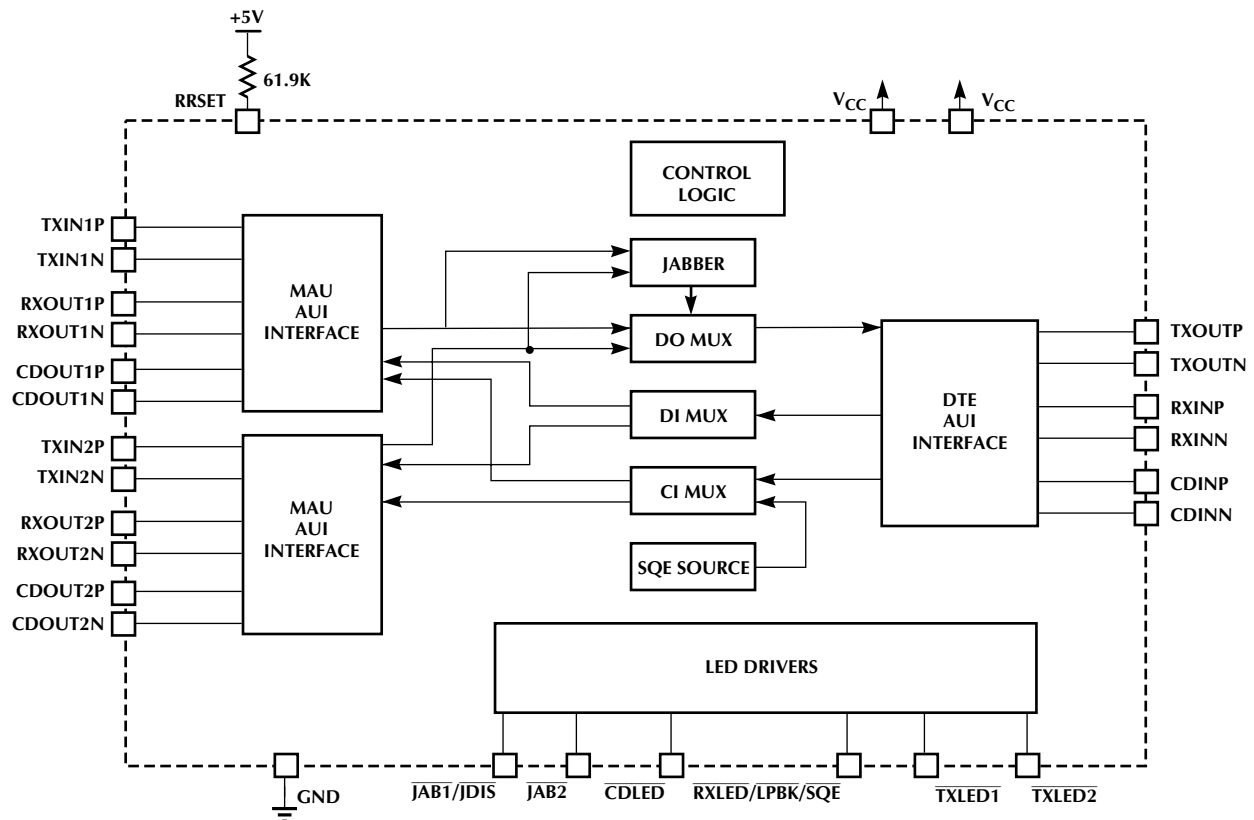 +5V
61.9K
RRSET
VCC
VCC
CONTROL
LOGIC
TXIN1P
TXIN1N
RXOUT1P
RXOUT1N
CDOUT1P
CDOUT1N
MAU
AUI
INTERFACE
JABBER
DO MUX
DI MUX
CI MUX
SQE SOURCE
DTE
AUI
INTERFACE
TXOUTP
TXOUTN
RXINP
RXINN
CDINP
CDINN
TXIN2P
TXIN2N
RXOUT2P
RXOUT2N
CDOUT2P
CDOUT2N
MAU
AUI
INTERFACE
LED DRIVERS
GND
JAB1/JDIS
JAB2
CDLED
RXLED/LPBK/SQE
TXLED1
TXLED2